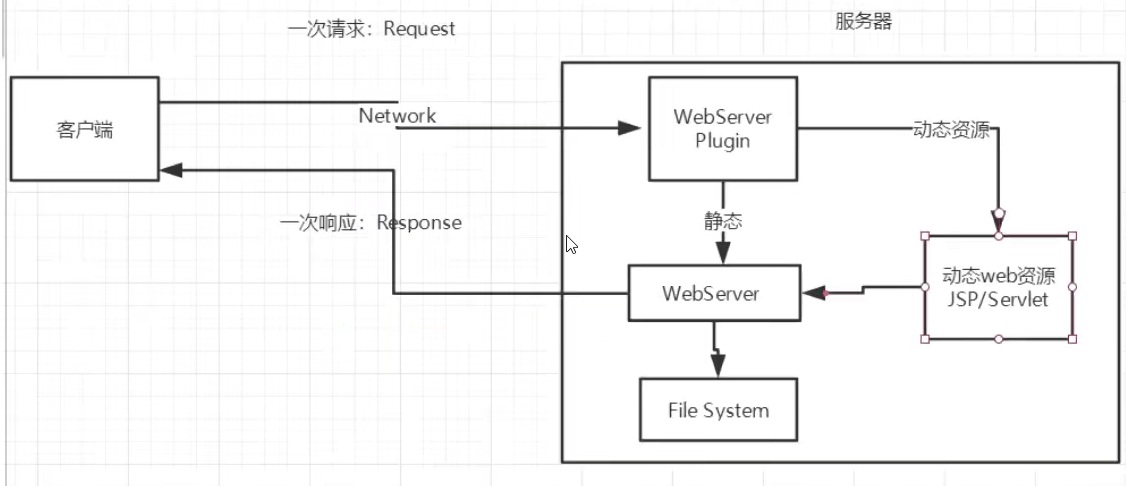 一次请求：Request
服务器
客户端
Network
WebServer
Plugin
动态资源
一次响应：Response
静态
动态web资源
JSP/Servlet
WebServer
File System